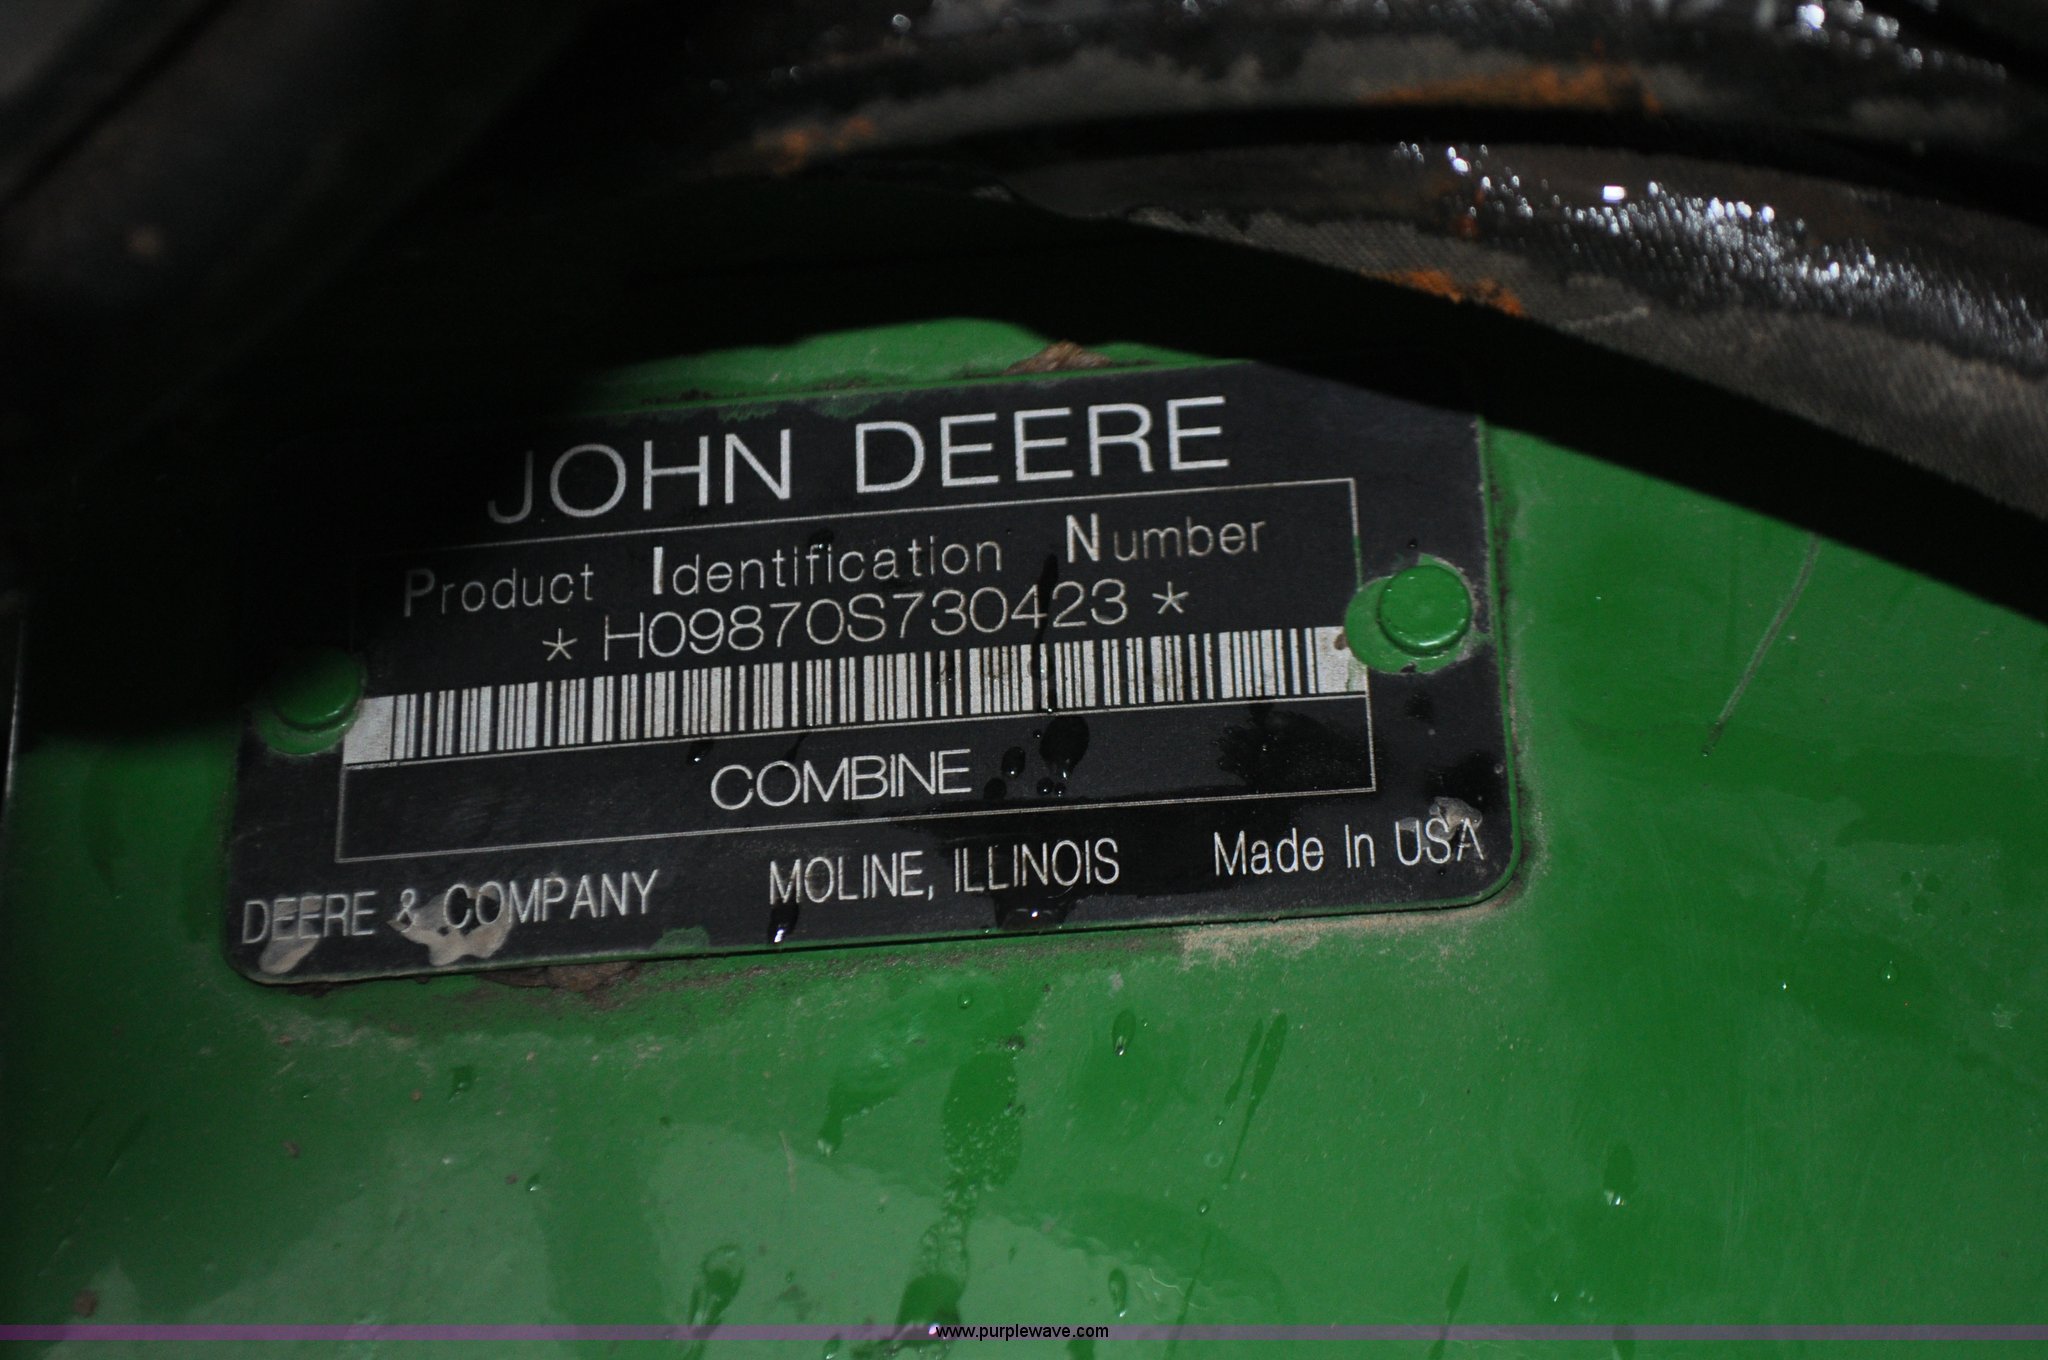 JOHN DEERE
Product Identification Number
* H09870S730423 *
COMBINE
DEERE & COMPANY MOLINE, ILLINOIS Made In USA
www.purplewave.com